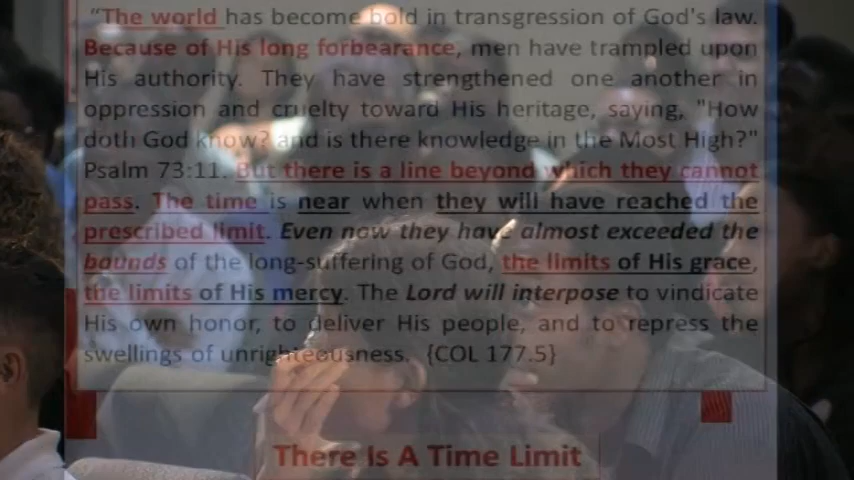 “The world has become bold in transgression of God's law.
Because of His long forbearance, men have trampled upon
His authority. They have strengthened one another in
oppression and cruelty toward His heritage, saying, "How
doth God know? and is there knowledge in the Most High?"
Psalm 73:11. But there is a line beyond which they cannot
pass. The time is near when they will have reached the
prescribed limit. Even now they have almost exceeded the
bounds of the long-suffering of God, the limits of His grace,
the limits of His mercy. The Lord will interpose to vindicate
His own honor, to deliver His people, and to repress the
swellings of unrighteousness. {COL 177.5}
There Is A Time Limit